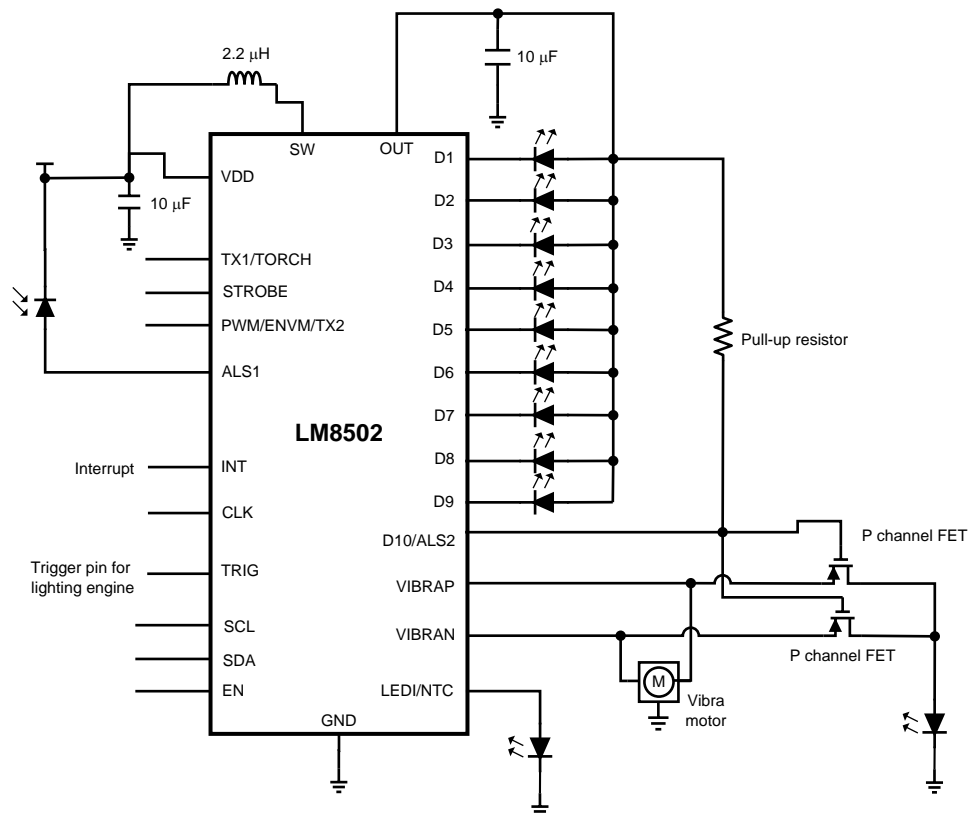 2.2 μH
10 μF
SW
OUT
VDD
10 μF
TX1/TORCH
STROBE
PWM/ENVM/TX2
ALS1
LM8502
Interrupt
INT
CLK
Trigger pin for
lighting engine
TRIG
SCL
SDA
EN
GND
D1
D2
D3
D4
D5
D6
D7
D8
D9
D10/ALS2
VIBRAP
VIBRAN
LEDI/NTC
Pull-up resistor
P channel FET
P channel FET
M
Vibra
motor